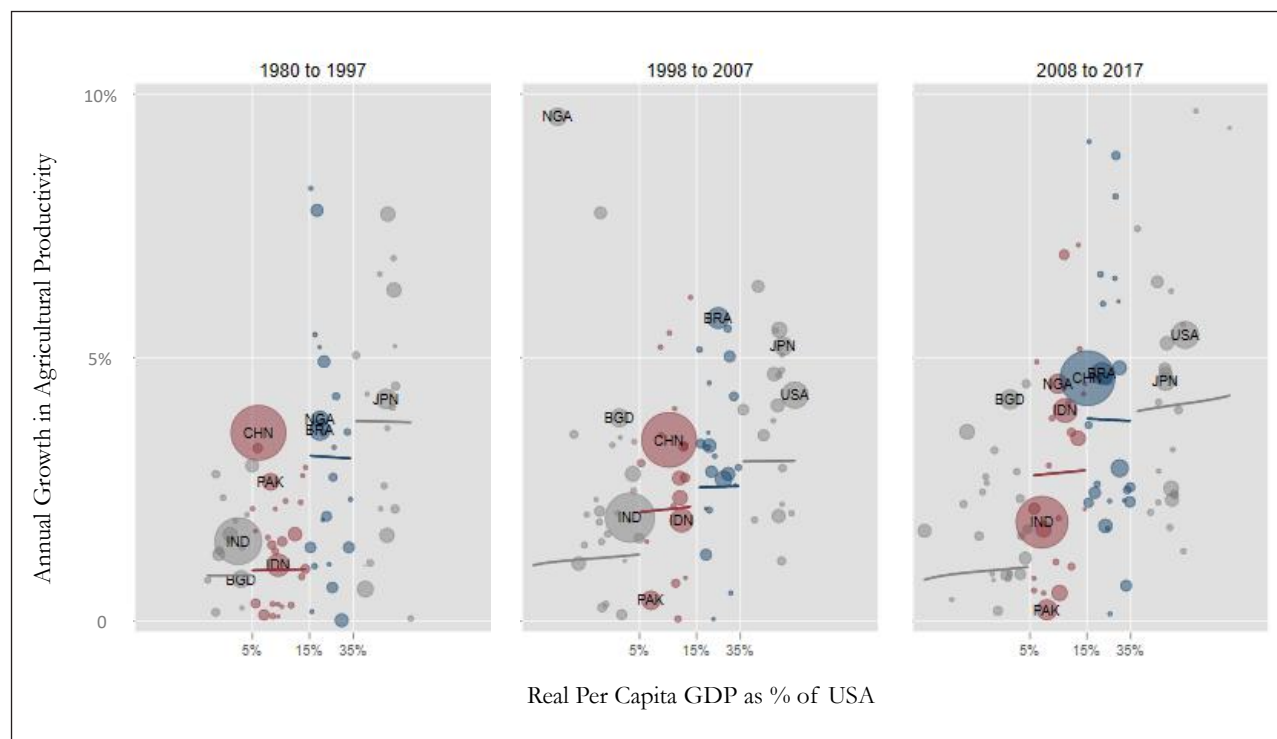 1980 to 1997
1998 to 2007
2008 to 2017
Annual Growth in Agricultural Productivity
10%
5%
0
CHN
NGA
BRA
JPN
PAK
IND
IDN
BGD
5%
15%
35%
NGA
BRA
JPN
USA
BGD
CHN
IND
IDN
PAK
5%
15%
35%
USA
CHN
BRA
NGA
JPN
BGD
IDN
IND
PAK
5%
15%
35%
Real Per Capita GDP as % of USA